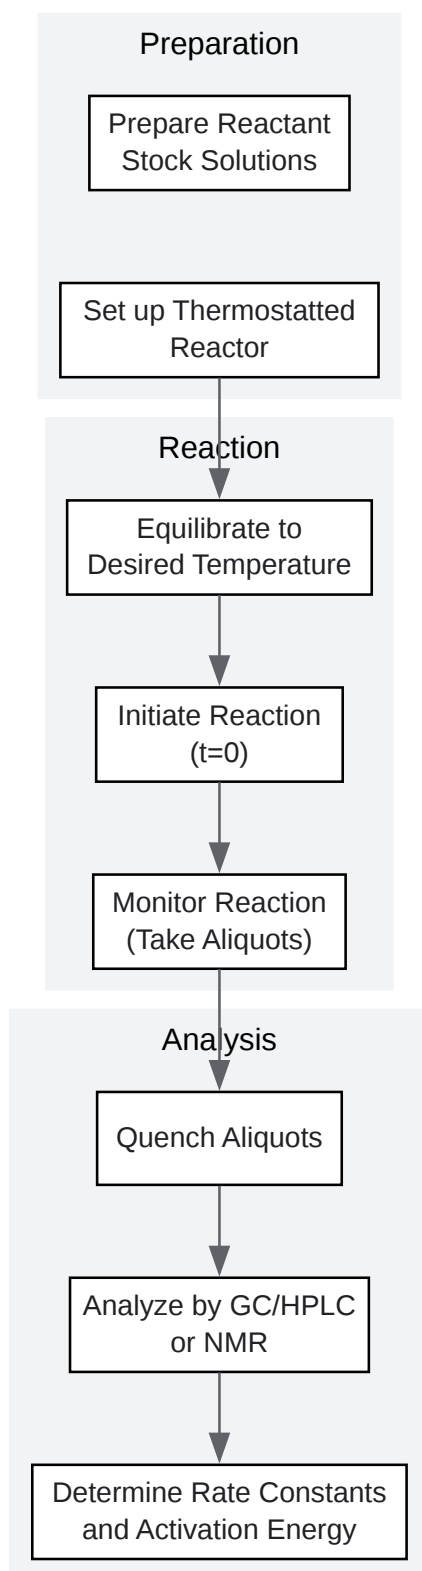 Preparation
Prepare Reactant
Stock Solutions
Set up Thermostatted
Reactor
Reaction
Equilibrate to
Desired Temperature
Initiate Reaction
(t=0)
Monitor Reaction
(Take Aliquots)
Analysis
Quench Aliquots
Analyze by GC/HPLC
or NMR
Determine Rate Constants
and Activation Energy